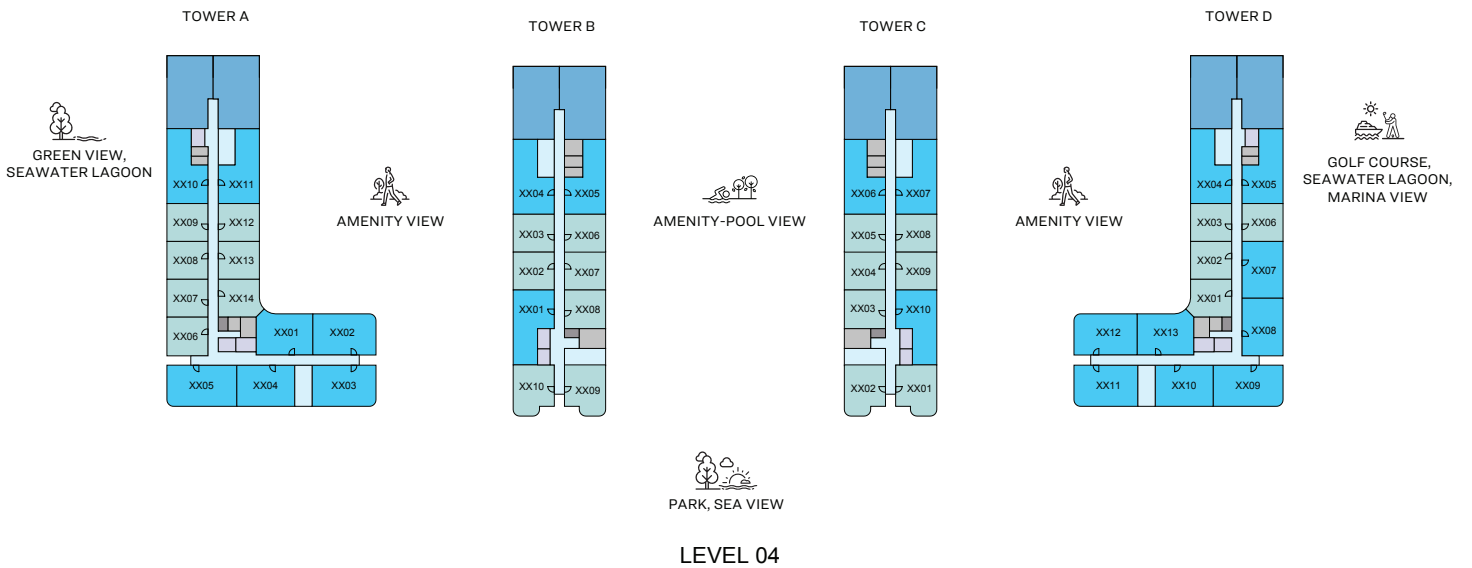 TOWER A
TOWER B
TOWER C
TOWER D
GREEN VIEW,
SEAWATER LAGOON
XX10
XX11
XX09
XX12
XX08
XX13
XX07
XX14
XX06
XX01
XX02
XX05
XX04
XX03
AMENITY VIEW
XX04
XX05
XX03
XX06
XX02
XX07
XX01
XX08
XX10
XX09
AMENITY-POOL VIEW
XX06
XX07
XX05
XX08
XX04
XX09
XX03
XX10
XX02
XX01
AMENITY VIEW
XX04
XX05
XX03
XX06
XX02
XX07
XX01
XX08
XX12
XX13
XX11
XX10
XX09
GOLF COURSE,
SEAWATER LAGOON,
MARINA VIEW
PARK, SEA VIEW
LEVEL 04